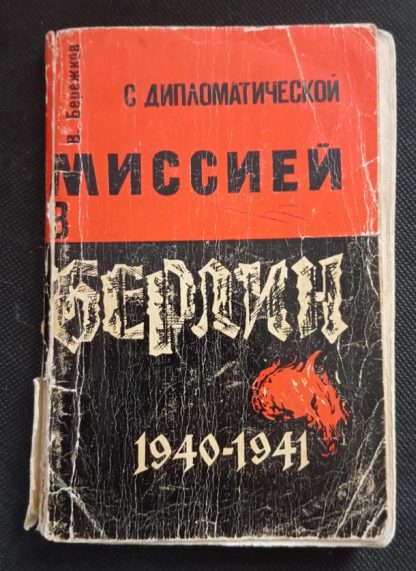 В. Бережков
С ДИПЛОМАТИЧЕСКОЙ
МИССИЕЙ
В
БЕРЛИН
1940-1941